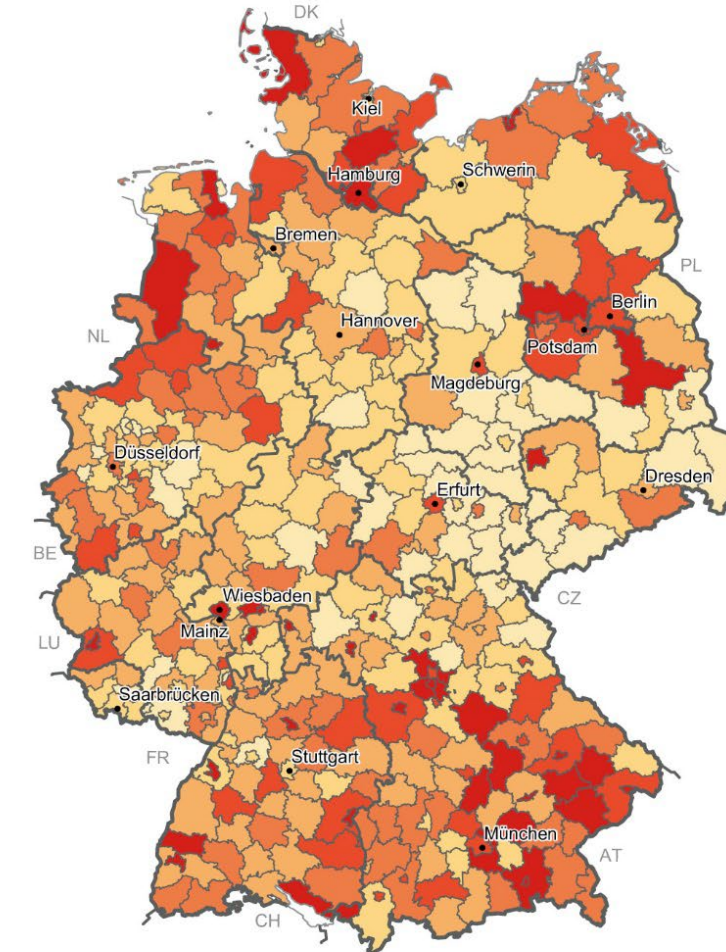 DK
Kiel
Hamburg
Schwerin
Bremen
PL
Berlin
Hannover
NL
Potsdam
Magdeburg
Düsseldorf
Dresden
Erfurt
BE
CZ
Wiesbaden
Mainz
LU
Saarbrücken
FR
Stuttgart
München
AT
CH